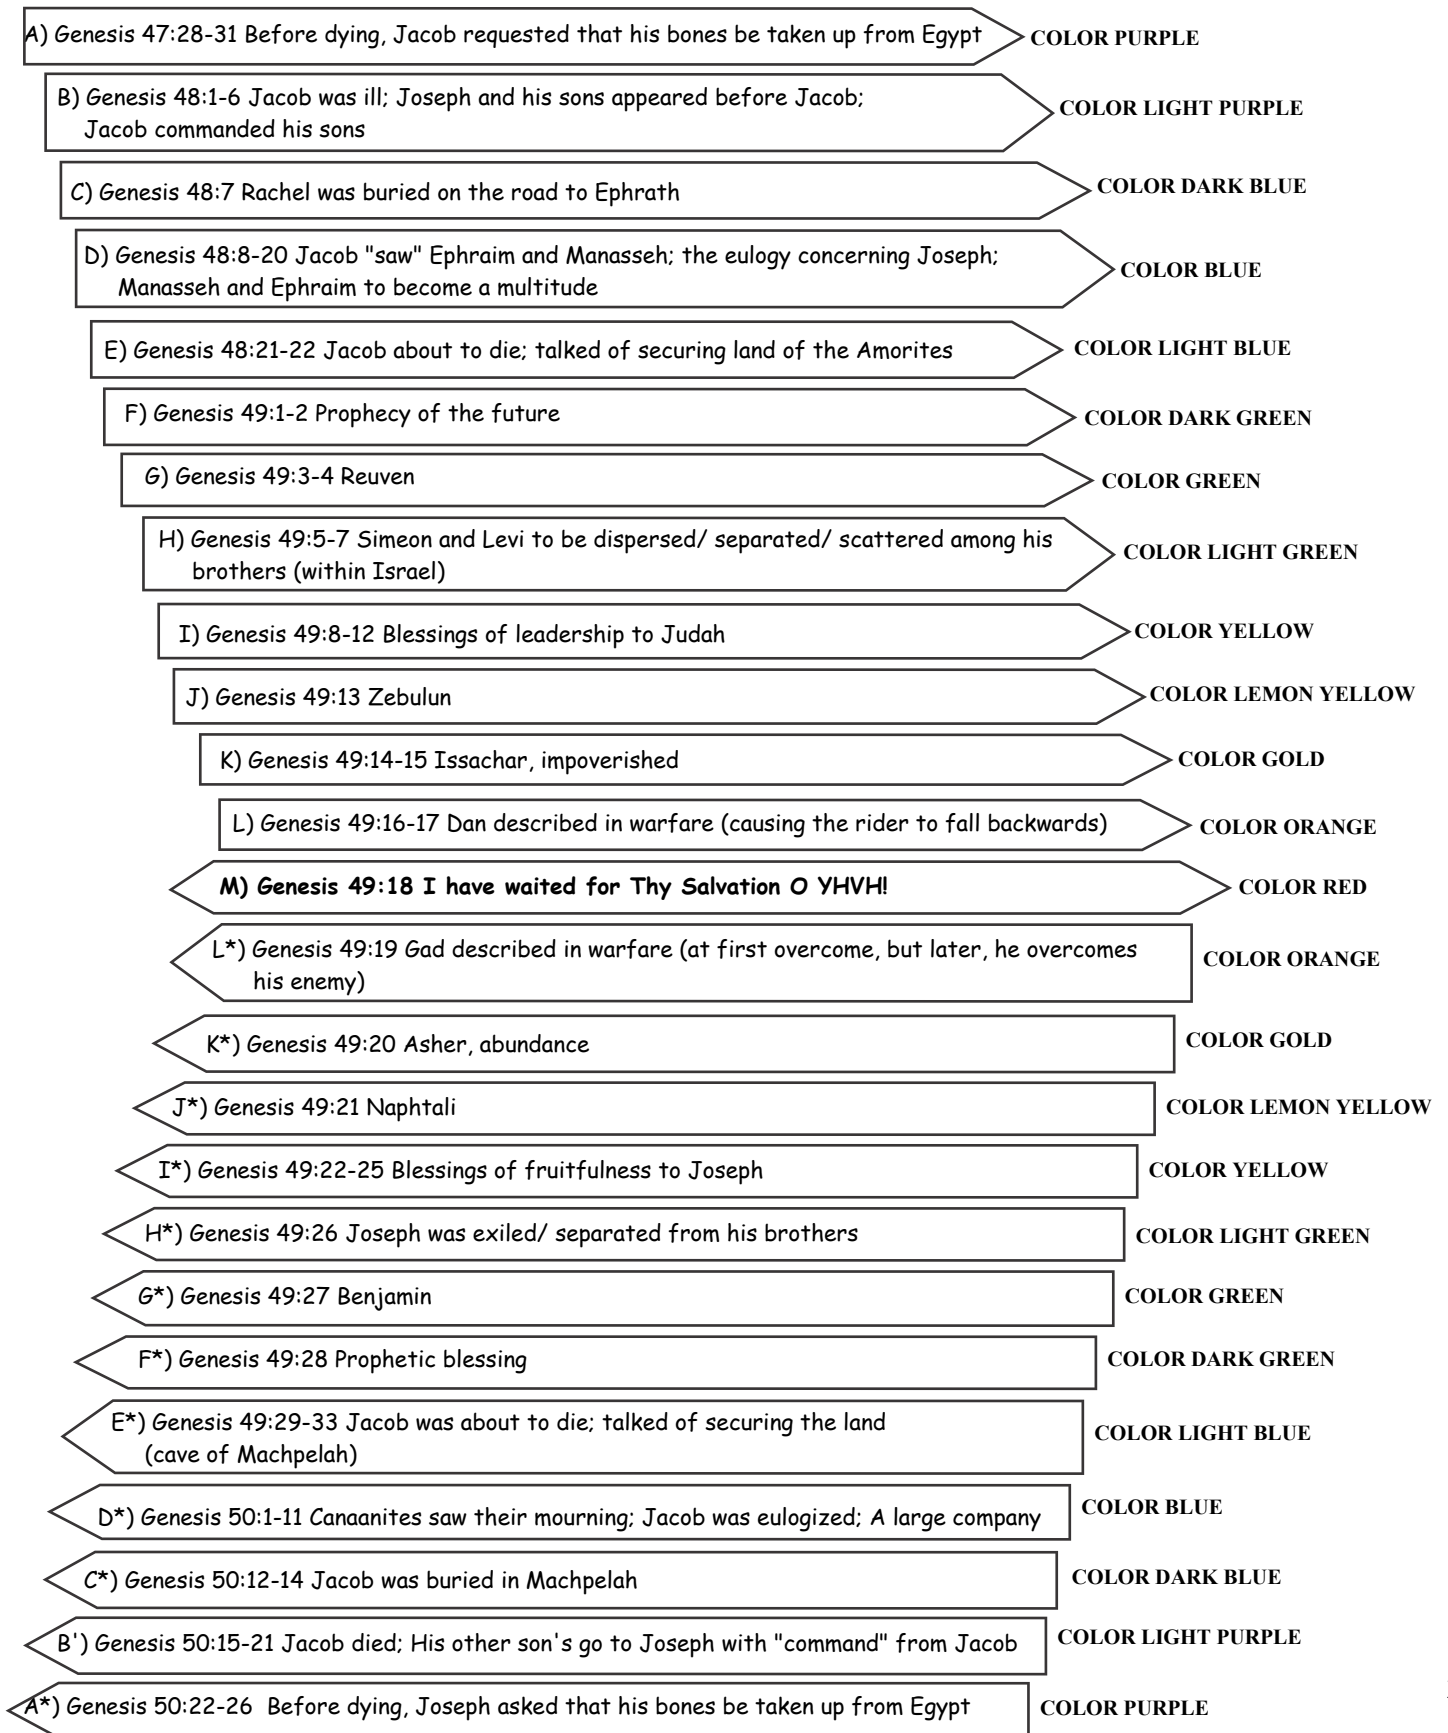 A) Genesis 47:28-31 Before dying, Jacob requested that his bones be taken up from Egypt COLOR PURPLE
B) Genesis 48:1-6 Jacob was ill; Joseph and his sons appeared before Jacob;
Jacob commanded his sons
COLOR LIGHT PURPLE
C) Genesis 48:7 Rachel was buried on the road to Ephrath COLOR DARK BLUE
D) Genesis 48:8-20 Jacob "saw" Ephraim and Manasseh; the eulogy concerning Joseph;
Manasseh and Ephraim to become a multitude
COLOR BLUE
E) Genesis 48:21-22 Jacob about to die; talked of securing land of the Amorites COLOR LIGHT BLUE
F) Genesis 49:1-2 Prophecy of the future COLOR DARK GREEN
G) Genesis 49:3-4 Reuven COLOR GREEN
H) Genesis 49:5-7 Simeon and Levi to be dispersed/ separated/ scattered among his
brothers (within Israel)
COLOR LIGHT GREEN
I) Genesis 49:8-12 Blessings of leadership to Judah COLOR YELLOW
J) Genesis 49:13 Zebulun COLOR LEMON YELLOW
K) Genesis 49:14-15 Issachar, impoverished COLOR GOLD
L) Genesis 49:16-17 Dan described in warfare (causing the rider to fall backwards) COLOR ORANGE
M) Genesis 49:18 I have waited for Thy Salvation O YHVH! COLOR RED
L*) Genesis 49:19 Gad described in warfare (at first overcome, but later, he overcomes
his enemy)
COLOR ORANGE
K*) Genesis 49:20 Asher, abundance COLOR GOLD
J*) Genesis 49:21 Naphtali COLOR LEMON YELLOW
I*) Genesis 49:22-25 Blessings of fruitfulness to Joseph COLOR YELLOW
H*) Genesis 49:26 Joseph was exiled/ separated from his brothers COLOR LIGHT GREEN
G*) Genesis 49:27 Benjamin COLOR GREEN
F*) Genesis 49:28 Prophetic blessing COLOR DARK GREEN
E*) Genesis 49:29-33 Jacob was about to die; talked of securing the land
(cave of Machpelah)
COLOR LIGHT BLUE
D*) Genesis 50:1-11 Canaanites saw their mourning; Jacob was eulogized; A large company COLOR BLUE
C*) Genesis 50:12-14 Jacob was buried in Machpelah COLOR DARK BLUE
B') Genesis 50:15-21 Jacob died; His other son's go to Joseph with "command" from Jacob COLOR LIGHT PURPLE
A*) Genesis 50:22-26 Before dying, Joseph asked that his bones be taken up from Egypt COLOR PURPLE